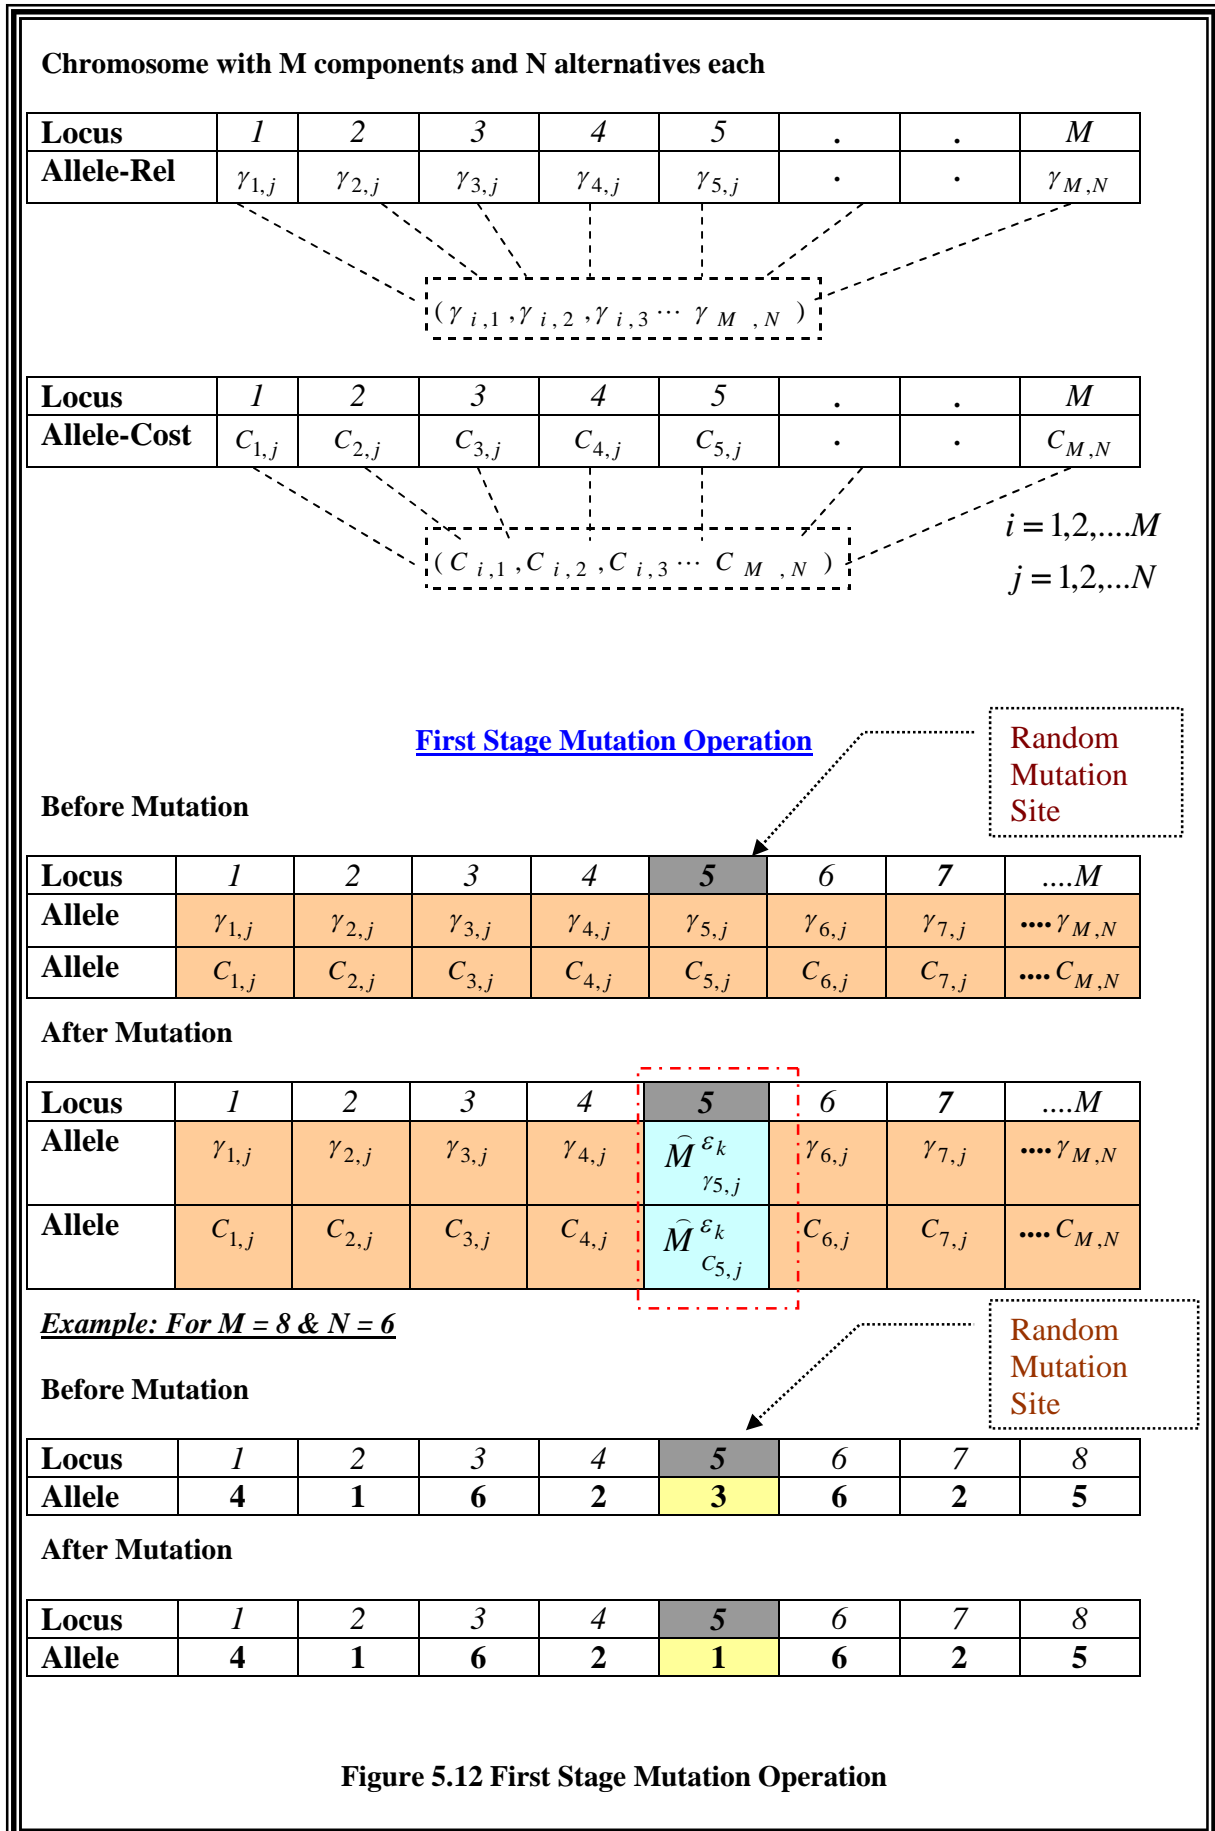 Chromosome with M components and N alternatives each
Locus 1 2 3 4 5 . . M
Allele-Rel γ1,j γ2,j γ3,j γ4,j γ5,j . . γM,N
(γi,1 ,γi,2 ,γi,3 ⋯ γM ,N )
Locus 1 2 3 4 5 . . M
Allele-Cost C1,j C2,j C3,j C4,j C5,j . . CM,N
i = 1,2,....M
(Ci,1 ,Ci,2 ,Ci,3 ⋯ CM ,N )
j = 1,2,...N
First Stage Mutation Operation
Random
Mutation
Site
Before Mutation
Locus 1 2 3 4 5 6 7 ....M
Allele γ1,j γ2,j γ3,j γ4,j γ5,j γ6,j γ7,j ....γM,N
Allele C1,j C2,j C3,j C4,j C5,j C6,j C7,j ....CM,N
After Mutation
Locus 1 2 3 4 5 6 7 ....M
Allele γ1,j γ2,j γ3,j γ4,j M̂^εk γ5,j γ6,j γ7,j ....γM,N
Allele C1,j C2,j C3,j C4,j M̂^εk C5,j C6,j C7,j ....CM,N
Example: For M = 8 & N = 6
Random
Mutation
Site
Before Mutation
Locus 1 2 3 4 5 6 7 8
Allele 4 1 6 2 3 6 2 5
After Mutation
Locus 1 2 3 4 5 6 7 8
Allele 4 1 6 2 1 6 2 5
Figure 5.12 First Stage Mutation Operation